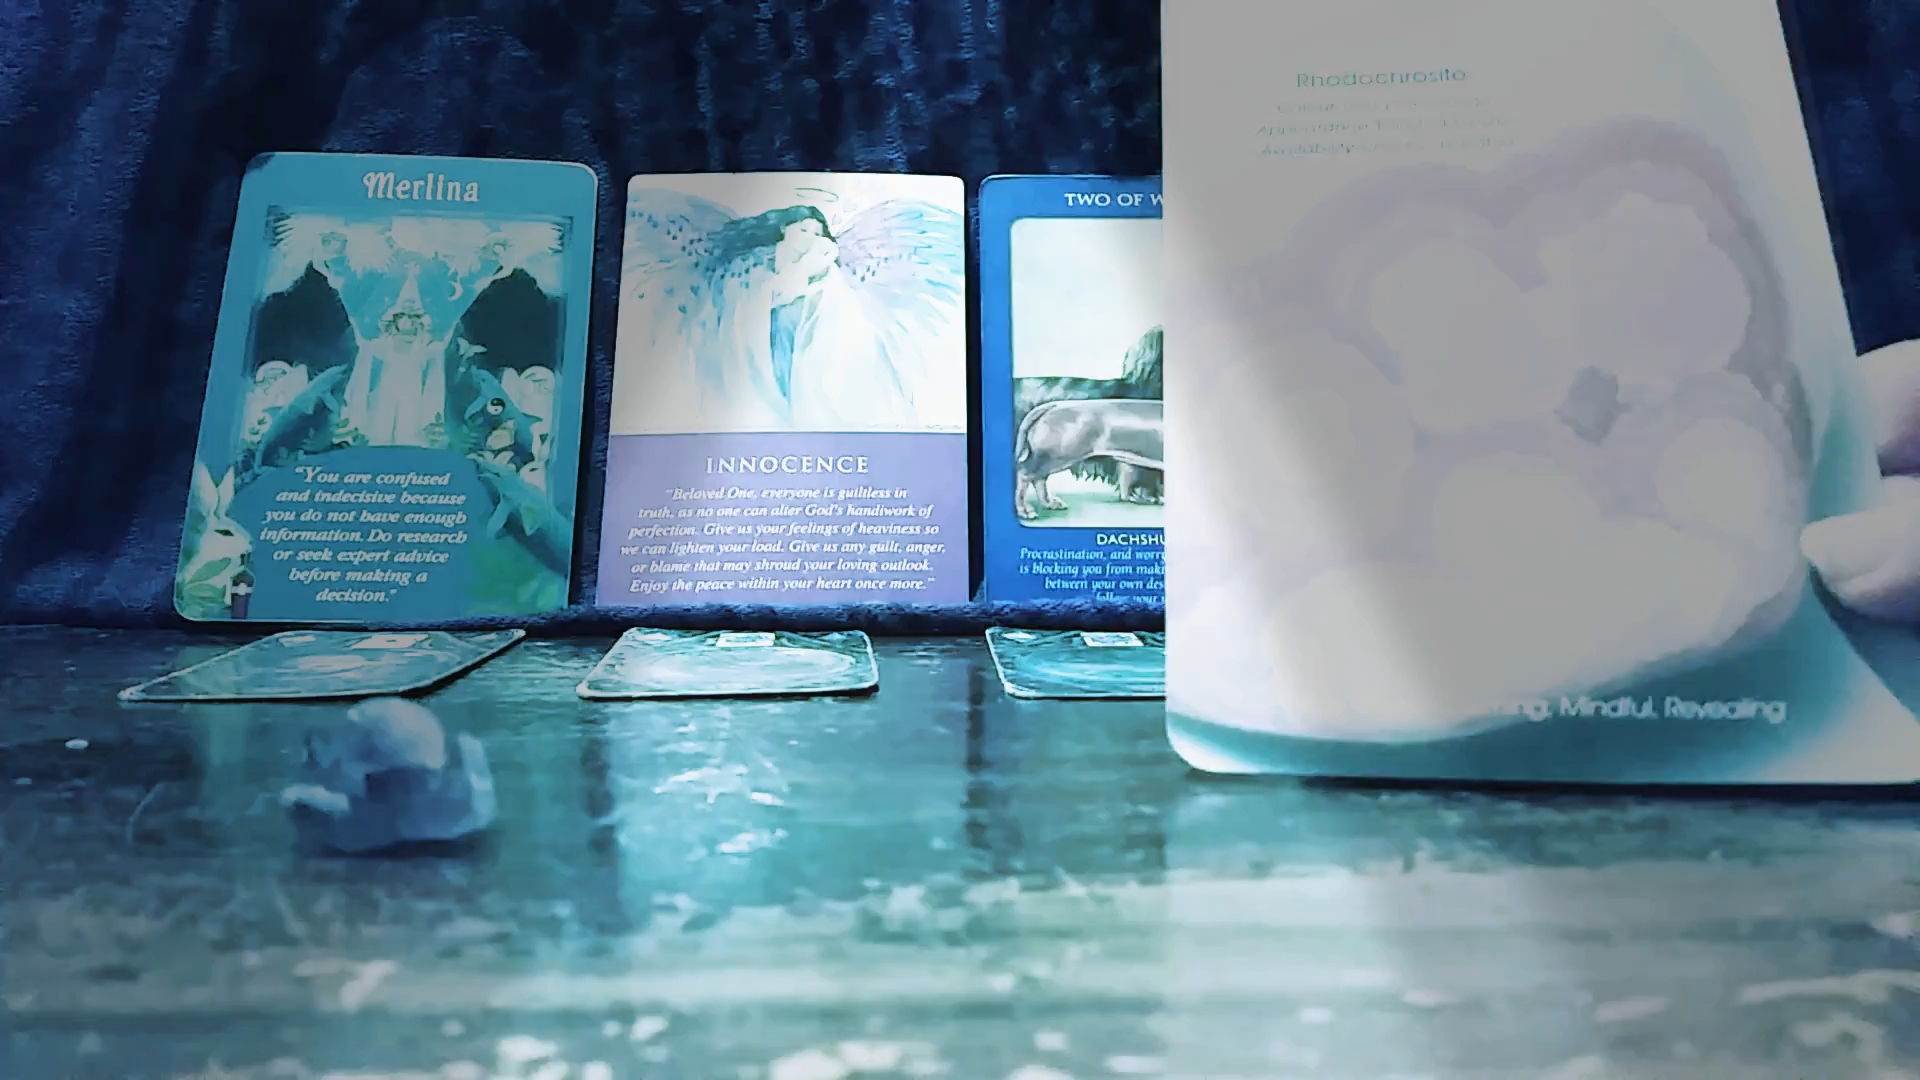 Merlina
"You are confused
and indecisive because
you do not have enough
information. Do research
or seek expert advice
before making a
decision."
INNOCENCE
"Beloved One, everyone is guiltless in
truth, as no one can alter God's handiwork of
perfection. Give us your feelings of heaviness so
we can lighten your load. Give us any guilt, anger,
or blame that may shroud your loving outlook.
Enjoy the peace within your heart once more."
TWO OF
DACHSHU
Procrastination, and worry
is blocking you from maki
between your own des
follow your
Rhodochrosite
Colour
Appearance
Availability
Mindful, Revealing